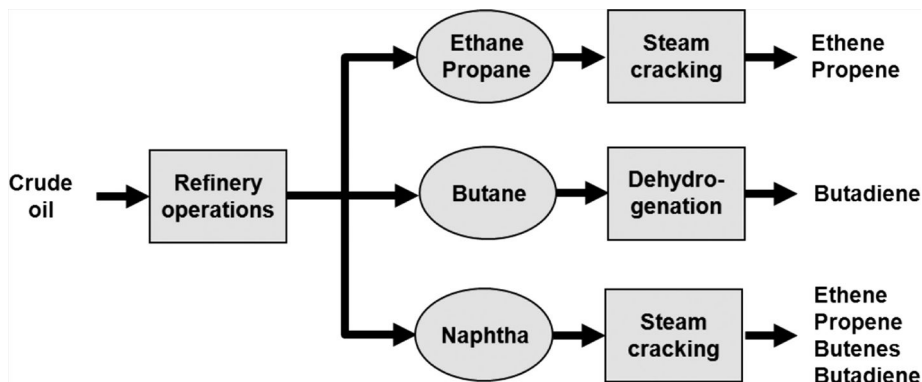 Crude
oil
Refinery
operations
Ethane
Propane
Steam
cracking
Ethene
Propene
Butane
Dehydro-
genation
Butadiene
Naphtha
Steam
cracking
Ethene
Propene
Butenes
Butadiene